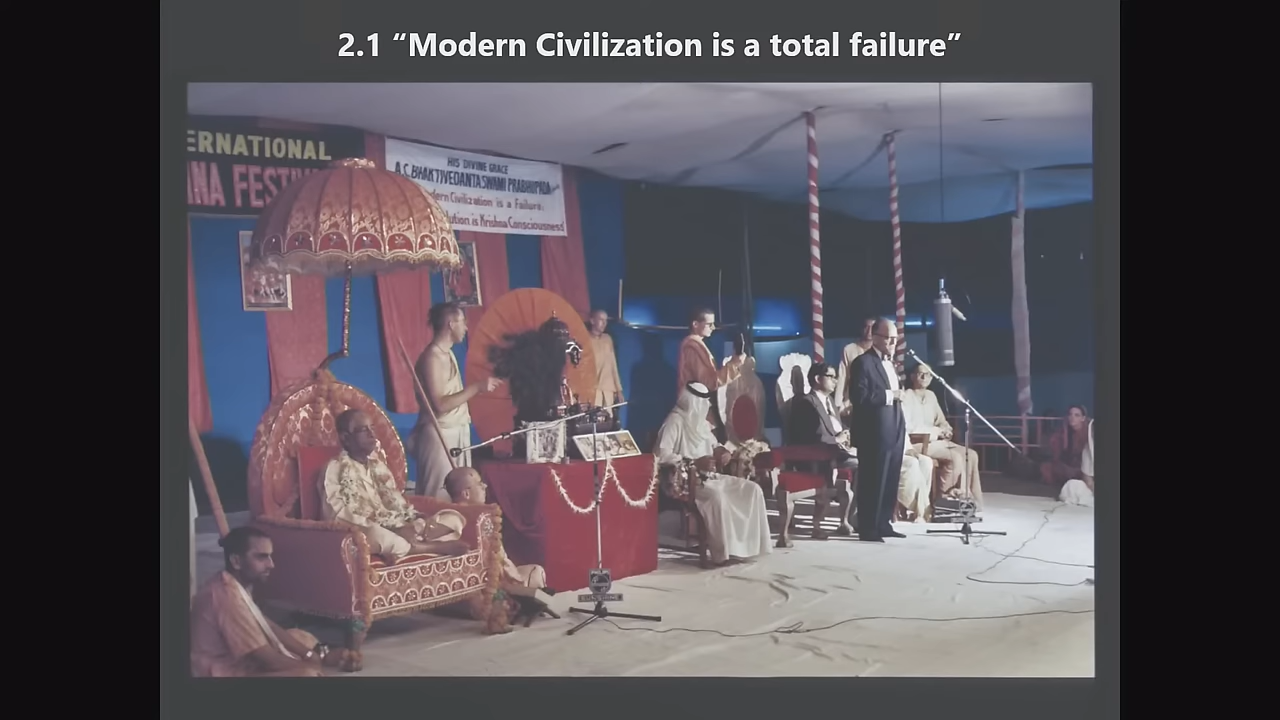 2.1 “Modern Civilization is a total failure”
ERNATIONAL
NA FESTI
HIS DIVINE GRACE
A.C. BHAKTIVEDANTA SWAMI PRABHUPADA
dern Civilization is a Failure.
lution is Krishna Consciousness